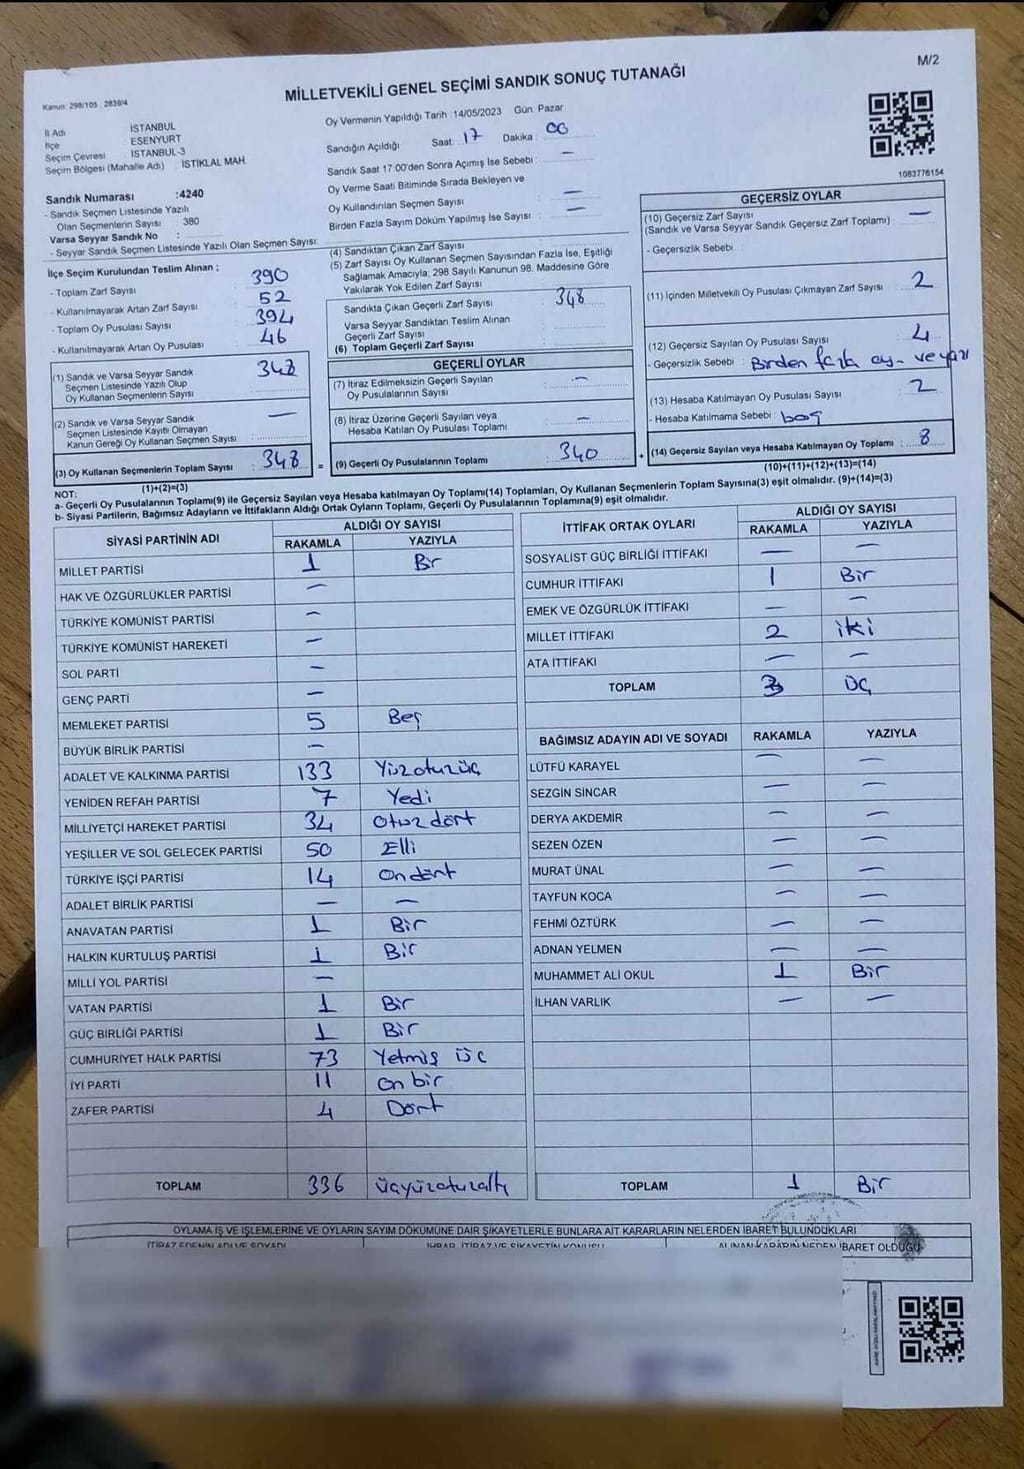 M/2
MİLLETVEKİLİ GENEL SEÇİMİ SANDIK SONUÇ TUTANAĞI
Kanun: 298/105 , 2839/4
İl Adı İSTANBUL
İlçe ESENYURT
Seçim Çevresi İSTANBUL-3
Seçim Bölgesi (Mahalle Adı) : İSTİKLAL MAH
Sandık Numarası :4240
- Sandık Seçmen Listesinde Yazılı
Olan Seçmenlerin Sayısı : 380
Varsa Seyyar Sandık No :
- Seyyar Sandık Seçmen Listesinde Yazılı Olan Seçmen Sayısı:
Oy Vermenin Yapıldığı Tarih :14/05/2023 Gün: Pazar
Sandığın Açıldığı Saat: 17 Dakika : 00
Sandık Saat 17.00'den Sonra Açımış İse Sebebi : —
Oy Verme Saati Bitiminde Sırada Bekleyen ve
Oy Kullandırılan Seçmen Sayısı : —
Birden Fazla Sayım Döküm Yapılmış İse Sayısı : —
1083776154
İlçe Seçim Kurulundan Teslim Alınan ;
- Toplam Zarf Sayısı : 390
- Kullanılmayarak Artan Zarf Sayısı : 52
- Toplam Oy Pusulası Sayısı : 394
- Kullanılmayarak Artan Oy Pusulası : 46
(1) Sandık ve Varsa Seyyar Sandık
Seçmen Listesinde Yazılı Olup
Oy Kullanan Seçmenlerin Sayısı : 348
(2) Sandık ve Varsa Seyyar Sandık
Seçmen Listesinde Kayıtlı Olmayan
Kanun Gereği Oy Kullanan Seçmen Sayısı : —
(3) Oy Kullanan Seçmenlerin Toplam Sayısı : 348
(1)+(2)=(3)
(4) Sandıktan Çıkan Zarf Sayısı :
(5) Zarf Sayısı Oy Kullanan Seçmen Sayısından Fazla İse, Eşitliği
Sağlamak Amacıyla; 298 Sayılı Kanunun 98. Maddesine Göre
Yakılarak Yok Edilen Zarf Sayısı :
Sandıkta Çıkan Geçerli Zarf Sayısı : 348
Varsa Seyyar Sandıktan Teslim Alınan
Geçerli Zarf Sayısı :
(6) Toplam Geçerli Zarf Sayısı :
GEÇERLİ OYLAR
(7) İtiraz Edilmeksizin Geçerli Sayılan
Oy Pusulalarının Sayısı : —
(8) İtiraz Üzerine Geçerli Sayılan veya
Hesaba Katılan Oy Pusulası Toplamı : —
= (9) Geçerli Oy Pusulalarının Toplamı : 340
GEÇERSİZ OYLAR
(10) Geçersiz Zarf Sayısı : —
(Sandık ve Varsa Seyyar Sandık Geçersiz Zarf Toplamı)
- Geçersizlik Sebebi :
(11) İçinden Milletvekili Oy Pusulası Çıkmayan Zarf Sayısı : 2
(12) Geçersiz Sayılan Oy Pusulası Sayısı : 4
- Geçersizlik Sebebi : Birden fazla oy - ve yazı
(13) Hesaba Katılmayan Oy Pusulası Sayısı : 2
- Hesaba Katılmama Sebebi : boş
+ (14) Geçersiz Sayılan veya Hesaba Katılmayan Oy Toplamı : 8
(10)+(11)+(12)+(13)=(14)
NOT:
a- Geçerli Oy Pusulalarının Toplamı(9) ile Geçersiz Sayılan veya Hesaba katılmayan Oy Toplamı(14) Toplamları, Oy Kullanan Seçmenlerin Toplam Sayısına(3) eşit olmalıdır. (9)+(14)=(3)
b- Siyasi Partilerin, Bağımsız Adayların ve İttifakların Aldığı Ortak Oyların Toplamı, Geçerli Oy Pusulalarının Toplamına(9) eşit olmalıdır.
SİYASİ PARTİNİN ADI ALDIĞI OY SAYISI
RAKAMLA YAZIYLA
MİLLET PARTİSİ 1 Bir
HAK VE ÖZGÜRLÜKLER PARTİSİ —
TÜRKİYE KOMÜNİST PARTİSİ —
TÜRKİYE KOMÜNİST HAREKETİ —
SOL PARTİ —
GENÇ PARTİ —
MEMLEKET PARTİSİ 5 Beş
BÜYÜK BİRLİK PARTİSİ —
ADALET VE KALKINMA PARTİSİ 133 Yüzotuzüç
YENİDEN REFAH PARTİSİ 7 Yedi
MİLLİYETÇİ HAREKET PARTİSİ 34 Otuz dört
YEŞİLLER VE SOL GELECEK PARTİSİ 50 Elli
TÜRKİYE İŞÇİ PARTİSİ 14 On dört
ADALET BİRLİK PARTİSİ — —
ANAVATAN PARTİSİ 1 Bir
HALKIN KURTULUŞ PARTİSİ 1 Bir
MİLLİ YOL PARTİSİ —
VATAN PARTİSİ 1 Bir
GÜÇ BİRLİĞİ PARTİSİ 1 Bir
CUMHURİYET HALK PARTİSİ 73 Yetmiş üç
İYİ PARTİ 11 On bir
ZAFER PARTİSİ 4 Dört
TOPLAM 336 üçyüzotuzaltı
İTTİFAK ORTAK OYLARI ALDIĞI OY SAYISI
RAKAMLA YAZIYLA
SOSYALİST GÜÇ BİRLİĞİ İTTİFAKI — —
CUMHUR İTTİFAKI 1 Bir
EMEK VE ÖZGÜRLÜK İTTİFAKI — —
MİLLET İTTİFAKI 2 iki
ATA İTTİFAKI — —
TOPLAM 3 üç
BAĞIMSIZ ADAYIN ADI VE SOYADI RAKAMLA YAZIYLA
LÜTFÜ KARAYEL — —
SEZGİN SİNCAR — —
DERYA AKDEMİR — —
SEZEN ÖZEN — —
MURAT ÜNAL — —
TAYFUN KOCA — —
FEHMİ ÖZTÜRK — —
ADNAN YELMEN — —
MUHAMMET ALİ OKUL 1 Bir
İLHAN VARLIK — —
TOPLAM 1 Bir
OYLAMA İŞ VE İŞLEMLERİNE VE OYLARIN SAYIM DÖKÜMÜNE DAİR ŞİKAYETLERLE BUNLARA AİT KARARLARIN NELERDEN İBARET BULUNDUKLARI
İTİRAZ EDENİN ADI VE SOYADI İHBAR, İTİRAZ VE ŞİKAYETİN KONUSU ALINAN KARARIN NEDEN İBARET OLDUĞU